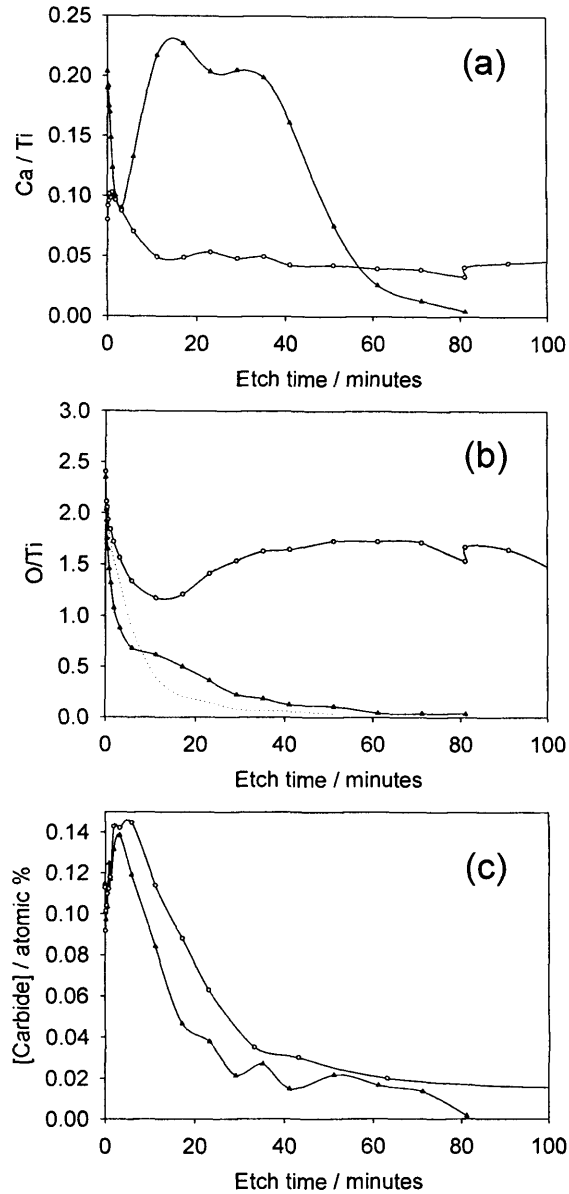 0.25
0.20
0.15
0.10
0.05
0.00
Ca / Ti
(a)
0 20 40 60 80 100
Etch time / minutes
3.0
2.5
2.0
1.5
1.0
0.5
0.0
O/Ti
(b)
0 20 40 60 80 100
Etch time / minutes
0.14
0.12
0.10
0.08
0.06
0.04
0.02
0.00
[Carbide] / atomic %
(c)
0 20 40 60 80 100
Etch time / minutes